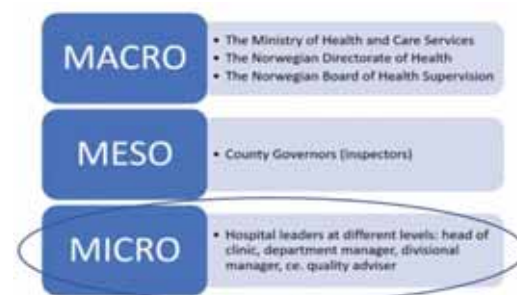 MACRO
• The Ministry of Health and Care Services
• The Norwegian Directorate of Health
• The Norwegian Board of Health Supervision
MESO
• County Governors (inspectors)
MICRO
• Hospital leaders at different levels: head of
clinic, department manager, divisional
manager, ce. quality adviser